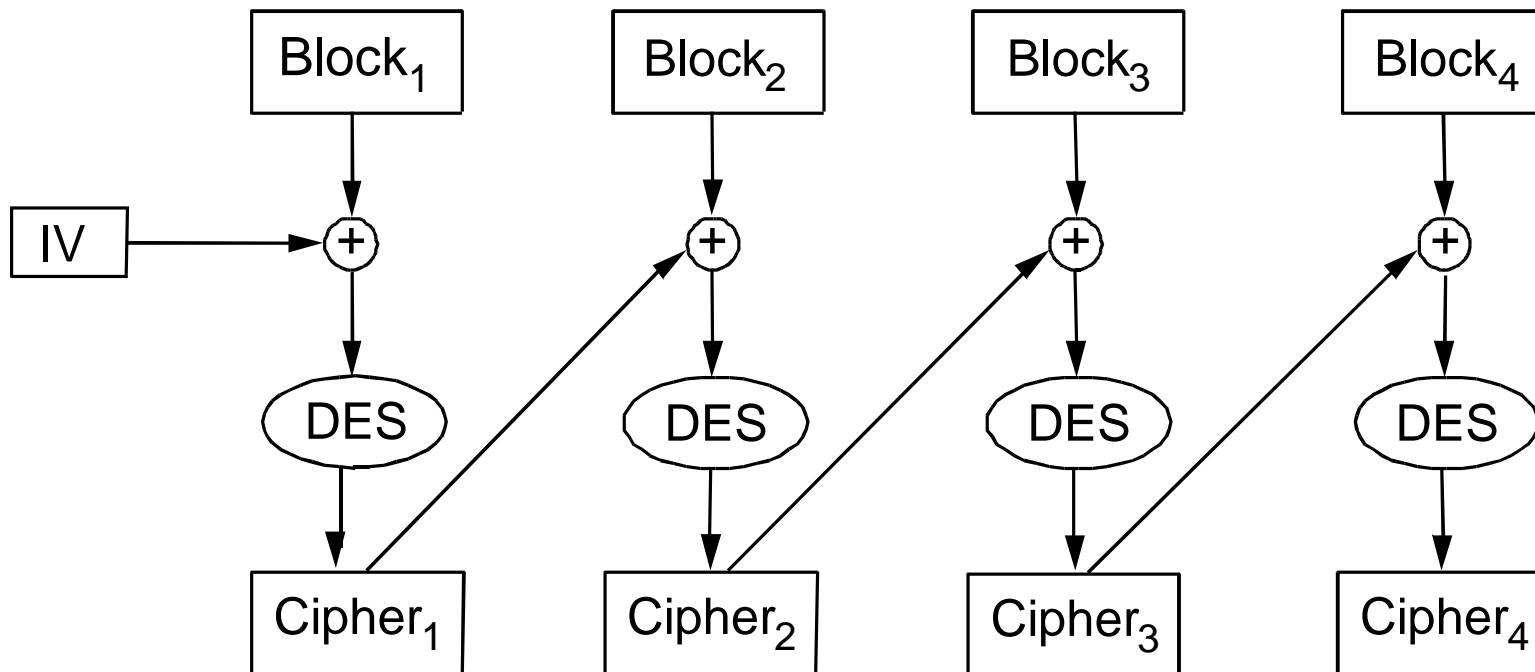 Block₁ Block₂ Block₃ Block₄
IV + + + +
DES DES DES DES
Cipher₁ Cipher₂ Cipher₃ Cipher₄